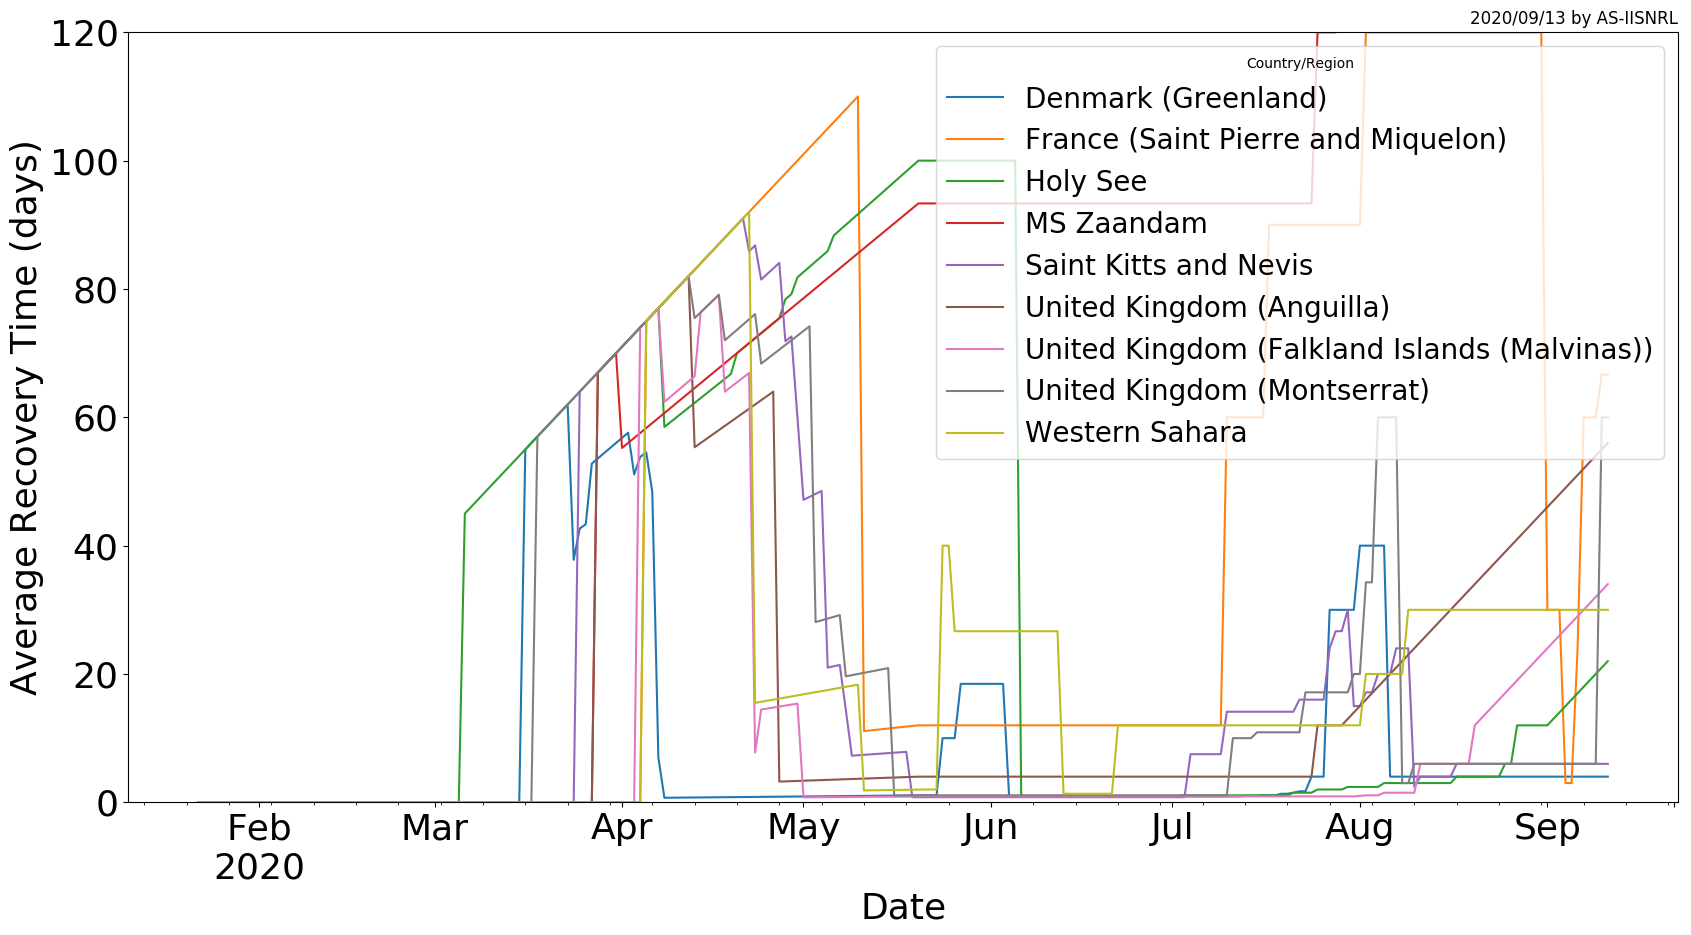 2020/09/13 by AS-IISNRL
120
100
80
60
40
20
0
Average Recovery Time (days)
Country/Region
Denmark (Greenland)
France (Saint Pierre and Miquelon)
Holy See
MS Zaandam
Saint Kitts and Nevis
United Kingdom (Anguilla)
United Kingdom (Falkland Islands (Malvinas))
United Kingdom (Montserrat)
Western Sahara
Feb Mar Apr May Jun Jul Aug Sep
2020
Date